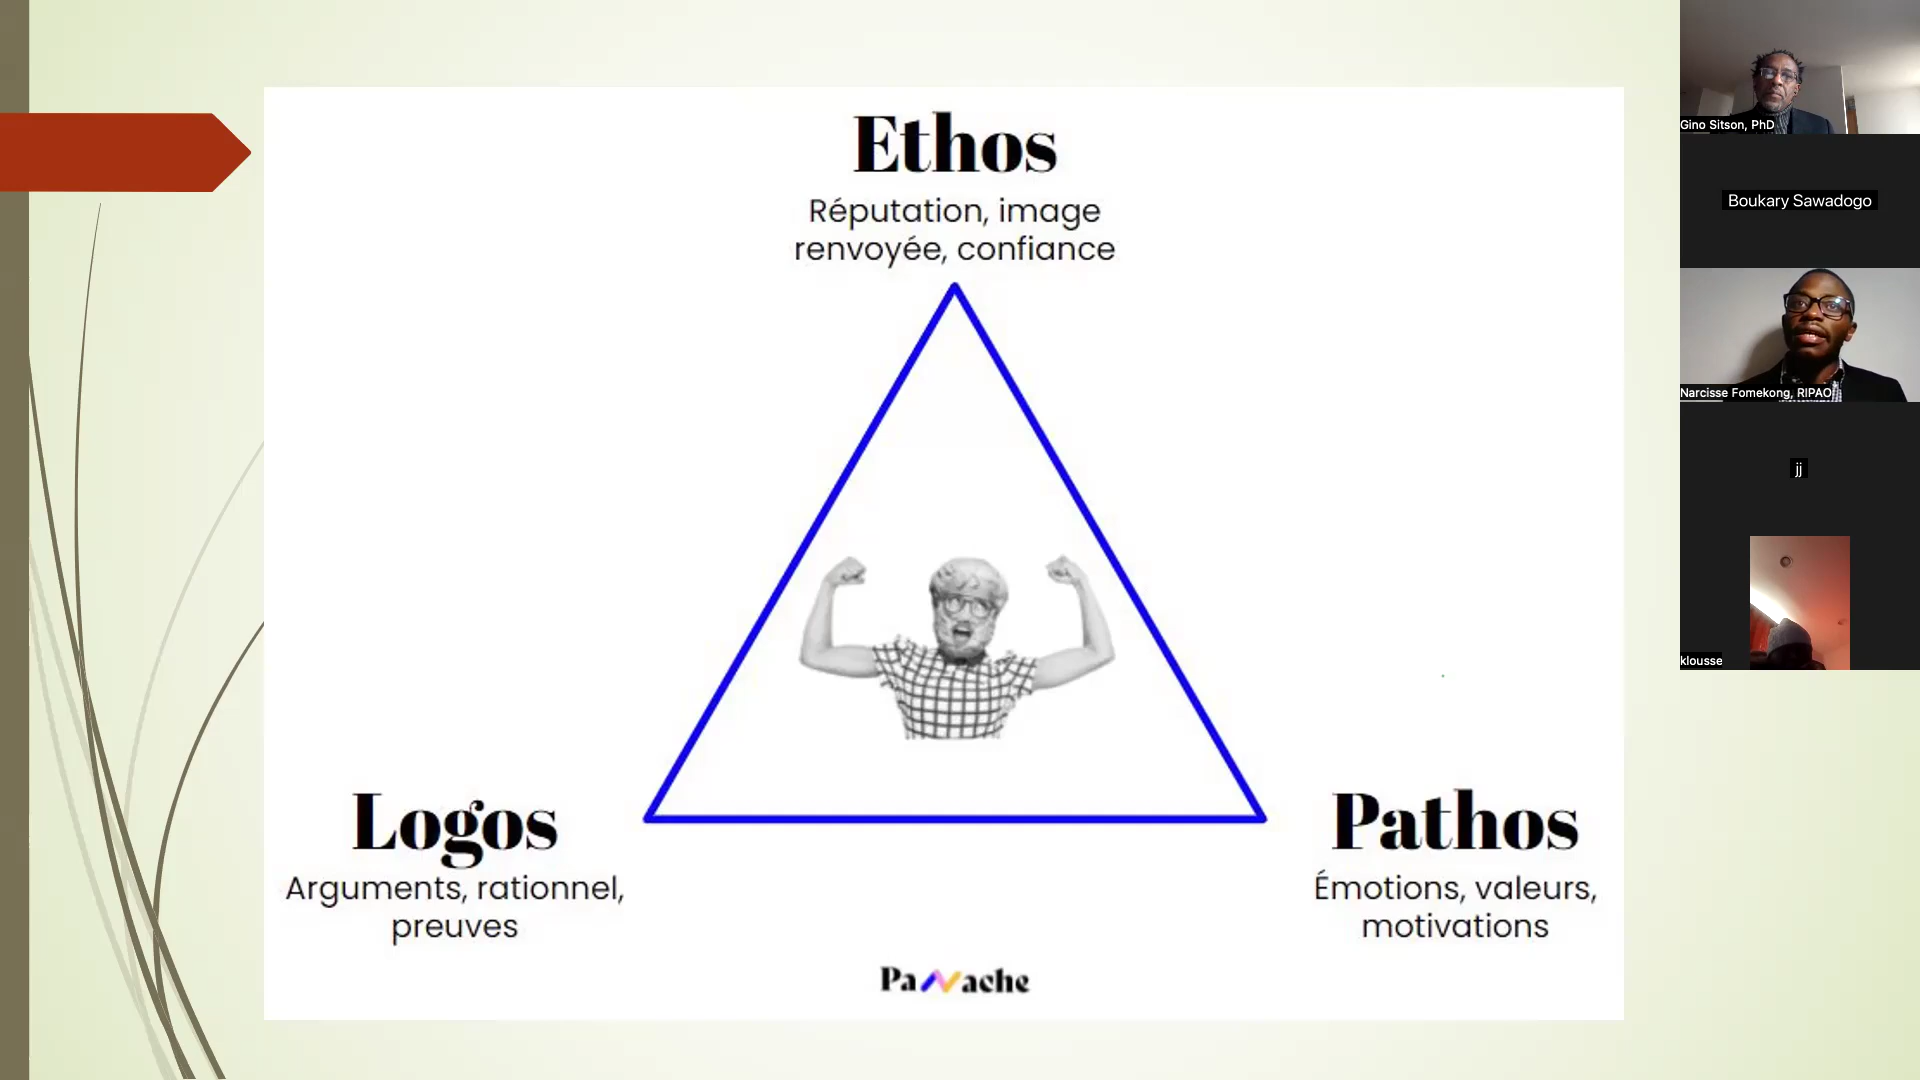 Ethos
Réputation, image
renvoyée, confiance
Logos
Arguments, rationnel,
preuves
Pathos
Émotions, valeurs,
motivations
Panache
Gino Sitson, PhD
Boukary Sawadogo
Narcisse Fomekong, RIPAO
jj
klousse